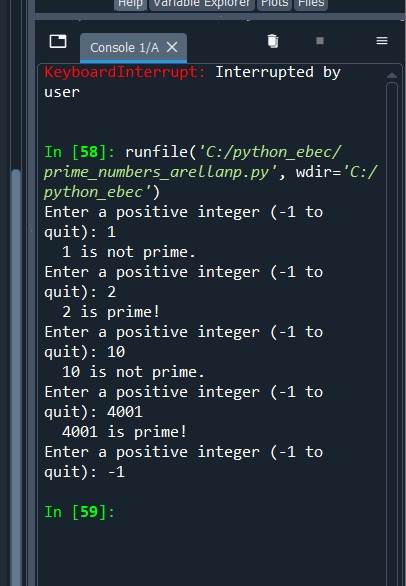 Help Variable Explorer Plots Files
Console 1/A
KeyboardInterrupt: Interrupted by
user
In [58]: runfile('C:/python_ebec/
prime_numbers_arellanp.py', wdir='C:/
python_ebec')
Enter a positive integer (-1 to
quit): 1
1 is not prime.
Enter a positive integer (-1 to
quit): 2
2 is prime!
Enter a positive integer (-1 to
quit): 10
10 is not prime.
Enter a positive integer (-1 to
quit): 4001
4001 is prime!
Enter a positive integer (-1 to
quit): -1
In [59]: